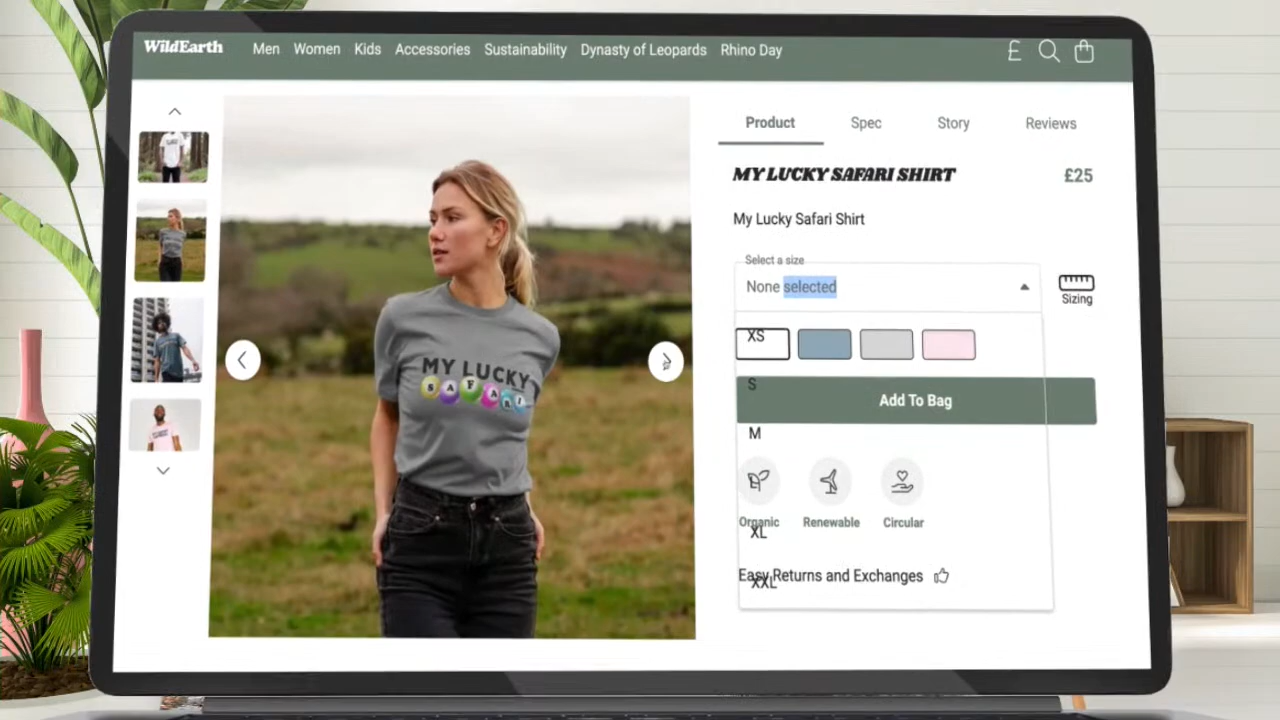 WildEarth Men Women Kids Accessories Sustainability Dynasty of Leopards Rhino Day £
Product Spec Story Reviews
MY LUCKY SAFARI SHIRT £25
My Lucky Safari Shirt
Select a size
None selected
Sizing
XS
S
Add To Bag
M
Organic Renewable Circular
XL
Easy Returns and Exchanges
XXL
MY LUCKY
SAFARI